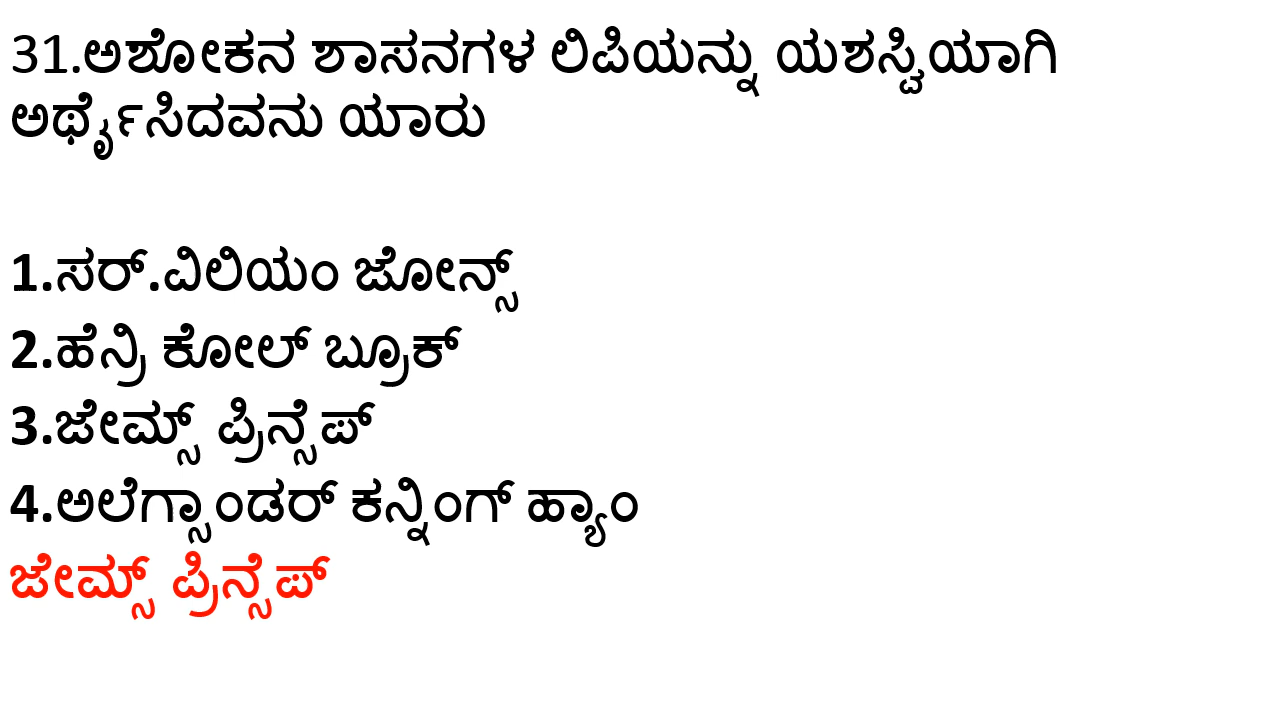 31.ಅಶೋಕನ ಶಾಸನಗಳ ಲಿಪಿಯನ್ನು ಯಶಸ್ವಿಯಾಗಿ
ಅರ್ಥೈಸಿದವನು ಯಾರು
1.ಸರ್.ವಿಲಿಯಂ ಜೋನ್ಸ್
2.ಹೆನ್ರಿ ಕೋಲ್ ಬ್ರೂಕ್
3.ಜೇಮ್ಸ್ ಪ್ರಿನ್ಸೆಪ್
4.ಅಲೆಗ್ಸಾಂಡರ್ ಕನ್ನಿಂಗ್ ಹ್ಯಾಂ
ಜೇಮ್ಸ್ ಪ್ರಿನ್ಸೆಪ್